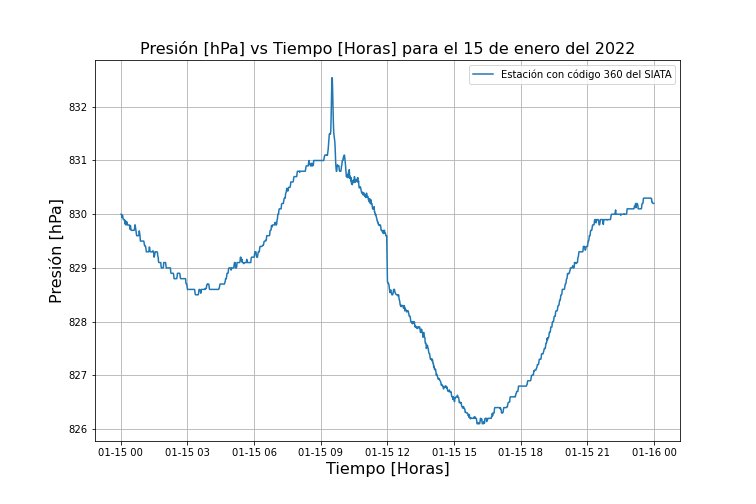 Presión [hPa] vs Tiempo [Horas] para el 15 de enero del 2022
Estación con código 360 del SIATA
Presión [hPa]
832
831
830
829
828
827
826
01-15 00 01-15 03 01-15 06 01-15 09 01-15 12 01-15 15 01-15 18 01-15 21 01-16 00
Tiempo [Horas]